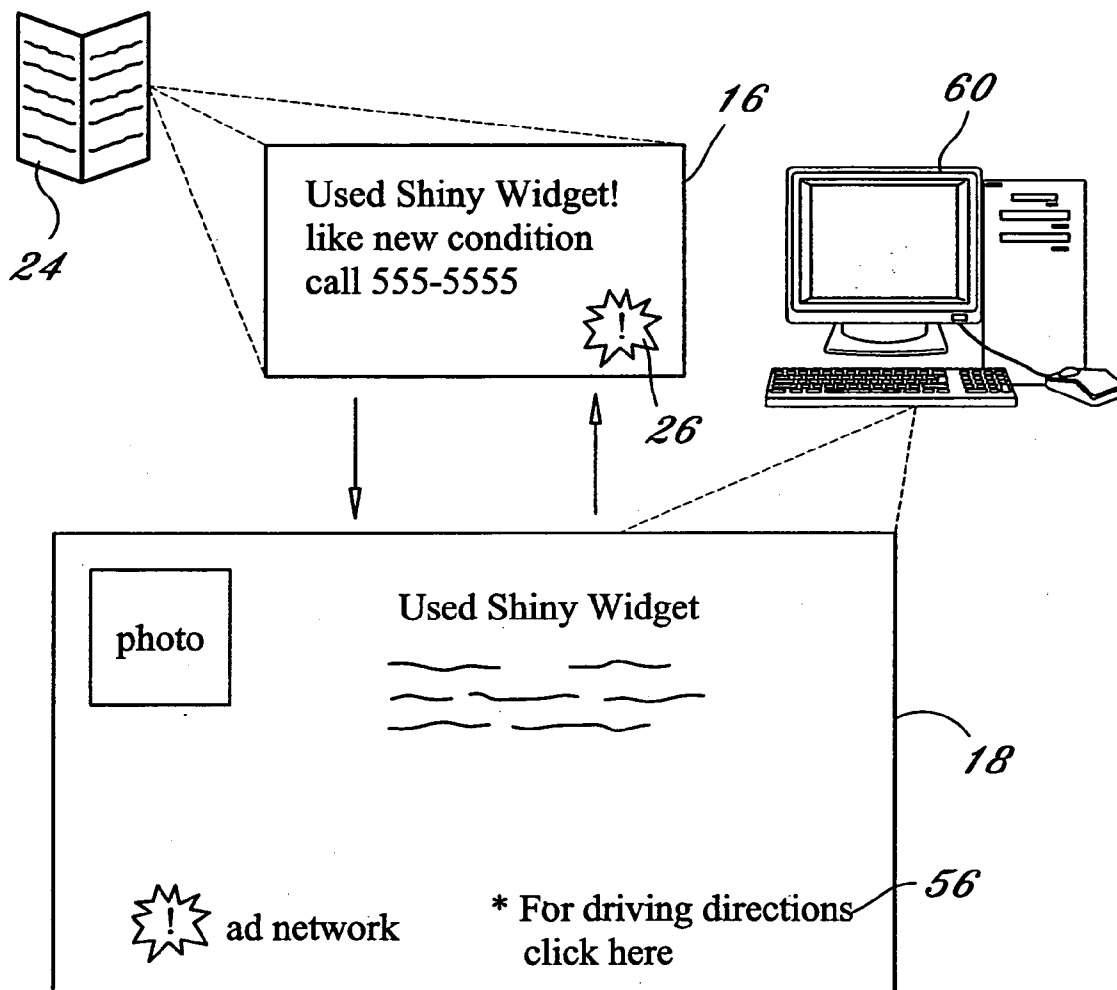 16
60
Used Shiny Widget!
like new condition
call 555-5555
!
24
26
Used Shiny Widget
photo
18
56
! ad network
* For driving directions
click here